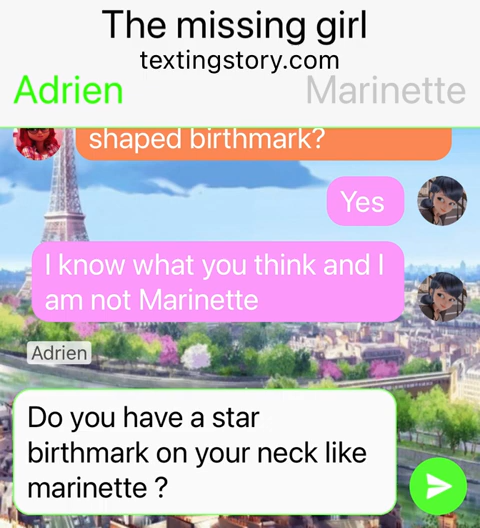 The missing girl
textingstory.com
Adrien Marinette
shaped birthmark?
Yes
I know what you think and I
am not Marinette
Adrien
Do you have a star
birthmark on your neck like
marinette ?